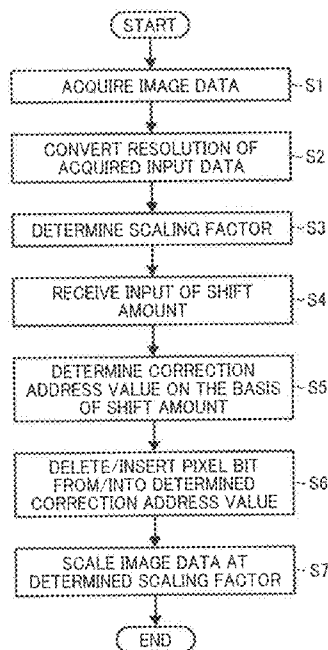 START
ACQUIRE IMAGE DATA
S1
CONVERT RESOLUTION OF
ACQUIRED INPUT DATA
S2
DETERMINE SCALING FACTOR
S3
RECEIVE INPUT OF SHIFT
AMOUNT
S4
DETERMINE CORRECTION
ADDRESS VALUE ON THE BASIS
OF SHIFT AMOUNT
S5
DELETE/INSERT PIXEL BIT
FROM/INTO DETERMINED
CORRECTION ADDRESS VALUE
S6
SCALE IMAGE DATA AT
DETERMINED SCALING FACTOR
S7
END